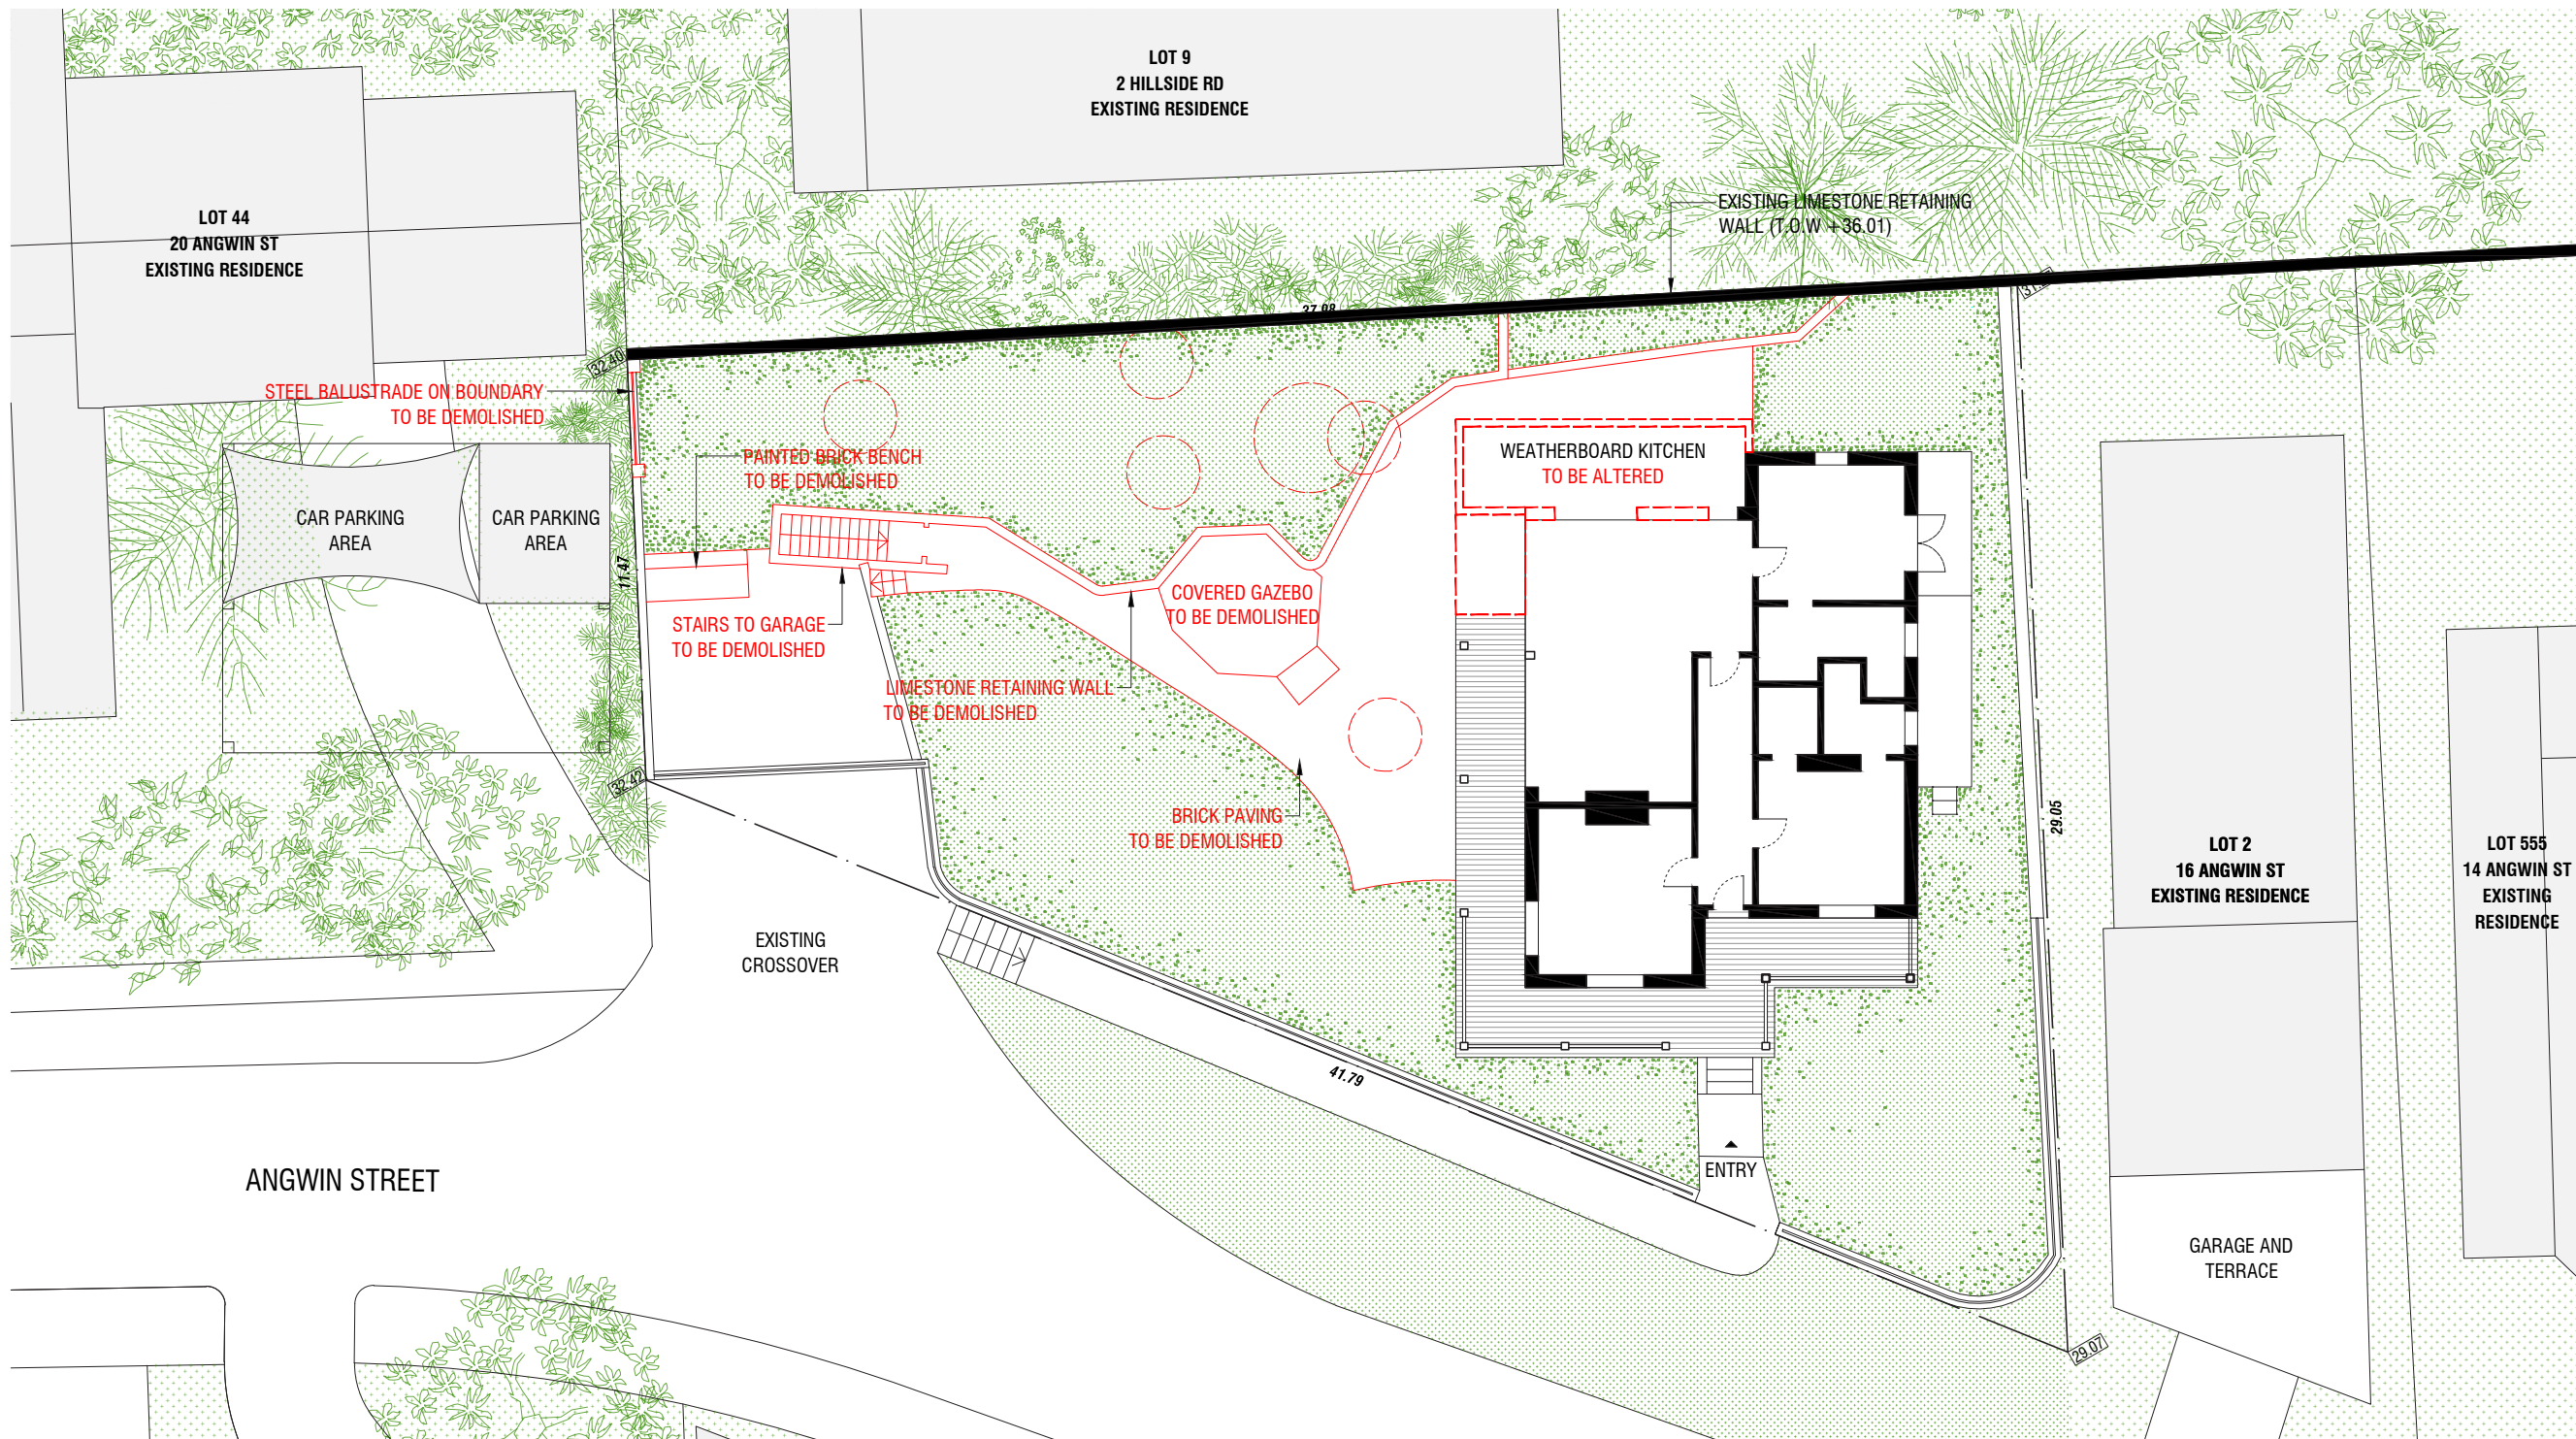 LOT 9
2 HILLSIDE RD
EXISTING RESIDENCE
LOT 44
20 ANGWIN ST
EXISTING RESIDENCE
EXISTING LIMESTONE RETAINING
WALL (T.O.W +36.01)
37.98
32.40
STEEL BALUSTRADE ON BOUNDARY
TO BE DEMOLISHED
PAINTED BRICK BENCH
TO BE DEMOLISHED
WEATHERBOARD KITCHEN
TO BE ALTERED
CAR PARKING
AREA
CAR PARKING
AREA
11.47
COVERED GAZEBO
TO BE DEMOLISHED
STAIRS TO GARAGE
TO BE DEMOLISHED
LIMESTONE RETAINING WALL
TO BE DEMOLISHED
32.42
BRICK PAVING
TO BE DEMOLISHED
29.05
LOT 2
16 ANGWIN ST
EXISTING RESIDENCE
LOT 555
14 ANGWIN ST
EXISTING
RESIDENCE
EXISTING
CROSSOVER
41.79
ANGWIN STREET
ENTRY
GARAGE AND
TERRACE
29.07